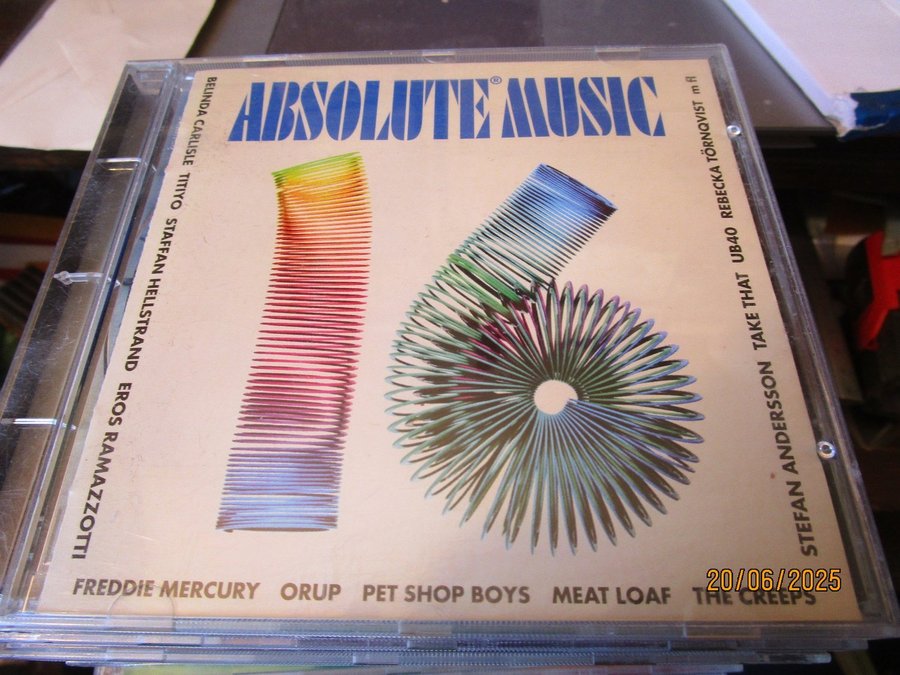 ABSOLUTE® MUSIC
16
BELINDA CARLISLE TITIYO STAFFAN HELLSTRAND EROS RAMAZZOTTI
FREDDIE MERCURY ORUP PET SHOP BOYS MEAT LOAF THE CREEPS
STEFAN ANDERSSON TAKE THAT UB40 REBECKA TÖRNQVIST m fl
20/06/2025